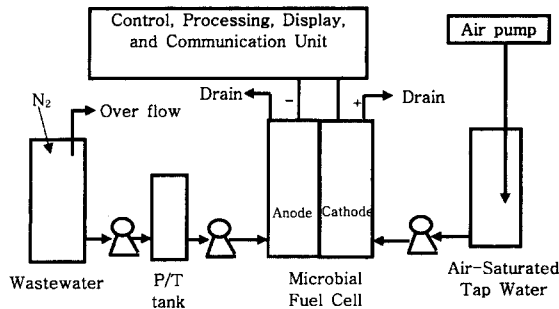 Control, Processing, Display,
and Communication Unit
Air pump
Drain
−
+
Drain
N₂
Over flow
Anode
Cathode
Wastewater
P/T
tank
Microbial
Fuel Cell
Air-Saturated
Tap Water